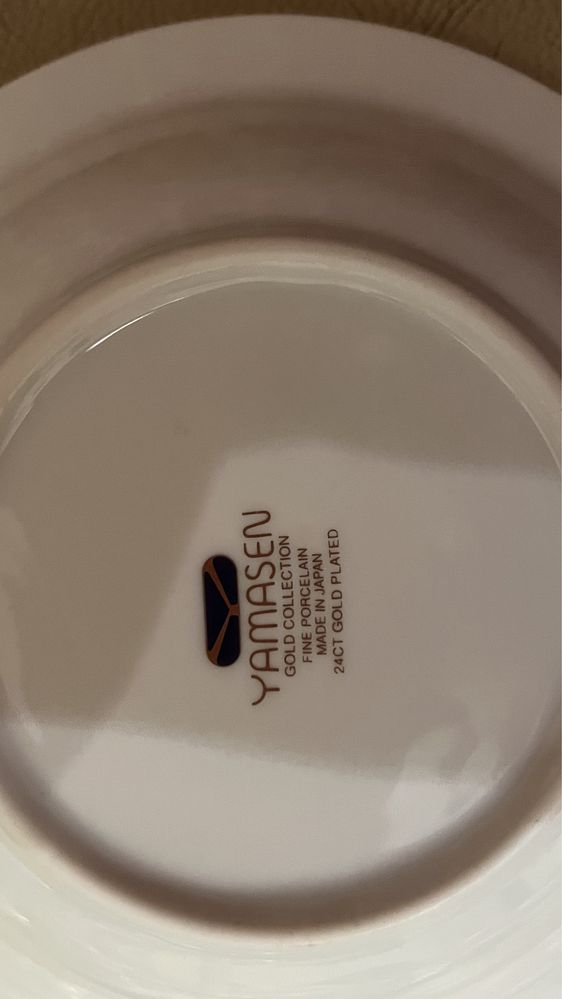 YAMASEN
GOLD COLLECTION
FINE PORCELAIN
MADE IN JAPAN
24CT GOLD PLATED